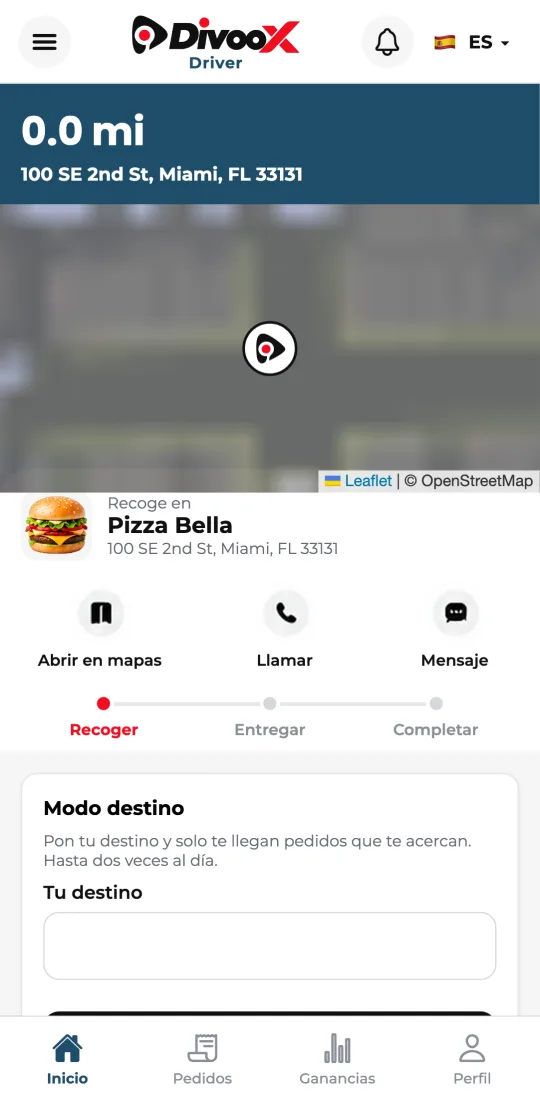 DivooX
Driver
ES
0.0 mi
100 SE 2nd St, Miami, FL 33131
Leaflet | © OpenStreetMap
Recoge en
Pizza Bella
100 SE 2nd St, Miami, FL 33131
Abrir en mapas
Llamar
Mensaje
Recoger
Entregar
Completar
Modo destino
Pon tu destino y solo te llegan pedidos que te acercan.
Hasta dos veces al día.
Tu destino
Inicio
Pedidos
Ganancias
Perfil